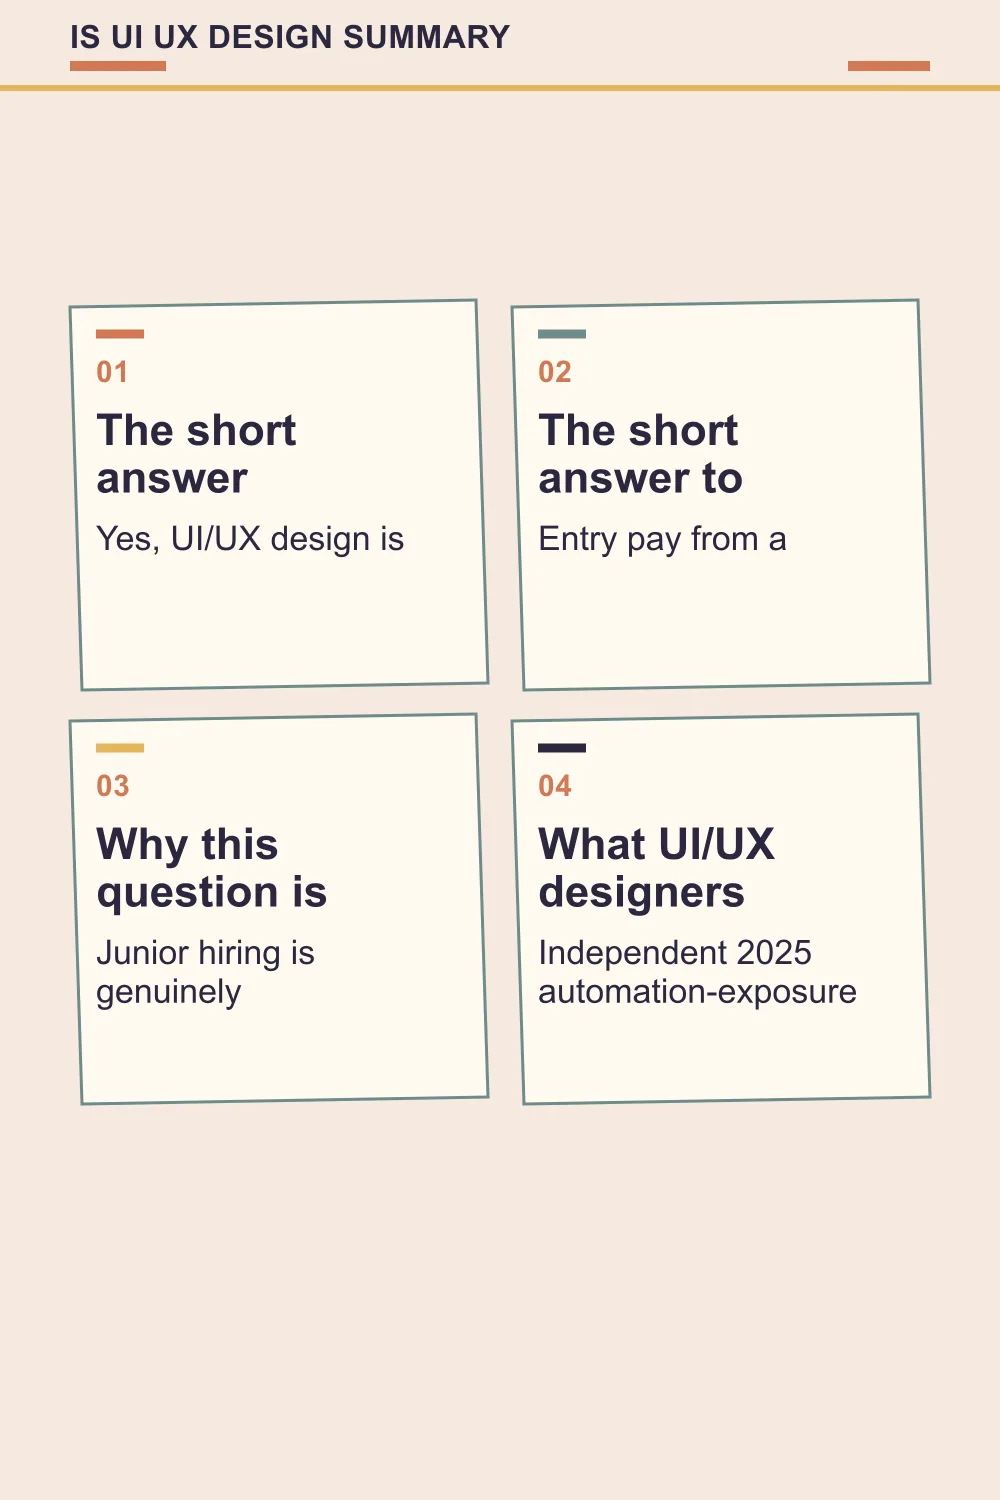 IS UI UX DESIGN SUMMARY
01
The short
answer
Yes, UI/UX design is
02
The short
answer to
Entry pay from a
03
Why this
question is
Junior hiring is
genuinely
04
What UI/UX
designers
Independent 2025
automation-exposure